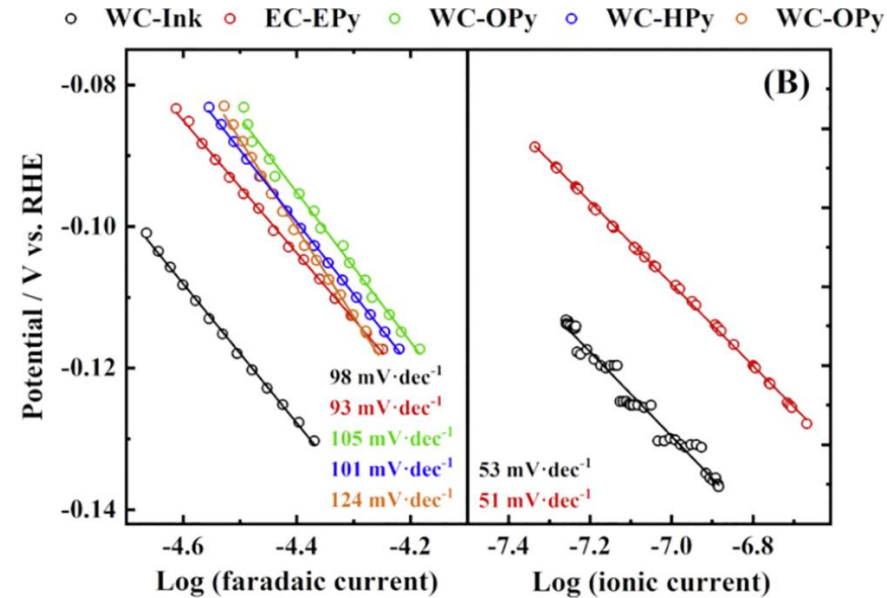 WC-Ink EC-EPy WC-OPy WC-HPy WC-OPy
(B)
Potential / V vs. RHE
-0.08
-0.10
-0.12
-0.14
98 mV·dec⁻¹
93 mV·dec⁻¹
105 mV·dec⁻¹
101 mV·dec⁻¹
124 mV·dec⁻¹
53 mV·dec⁻¹
51 mV·dec⁻¹
-4.6 -4.4 -4.2
-7.4 -7.2 -7.0 -6.8
Log (faradaic current)
Log (ionic current)